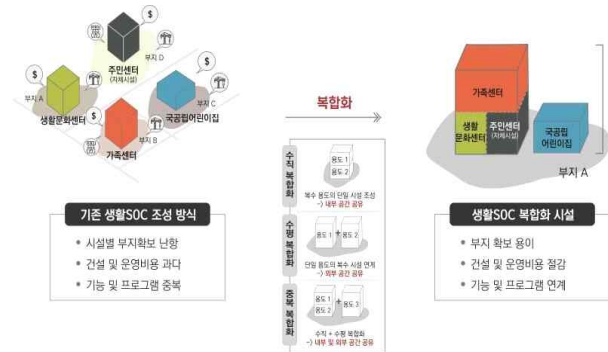 $
$
주민센터
(자체시설)
부지 D
$
$
부지 A
생활문화센터
부지 C
국공립어린이집
부지 B
가족센터
기존 생활SOC 조성 방식
• 시설별 부지확보 난항
• 건설 및 운영비용 과다
• 기능 및 프로그램 중복
복합화
수직 복합화
용도 1
용도 2
복수 용도의 단일 시설 조성
-> 내부 공간 공유
수평 복합화
용도 1 + 용도 2
단일 용도의 복수 시설 연계
-> 외부 공간 공유
중복 복합화
용도 1
용도 2
+ 용도 3
수직 + 수평 복합화
-> 내부 및 외부 공간 공유
가족센터
생활
문화센터
주민센터
(자체시설)
국공립
어린이집
부지 A
생활SOC 복합화 시설
• 부지 확보 용이
• 건설 및 운영비용 절감
• 기능 및 프로그램 연계